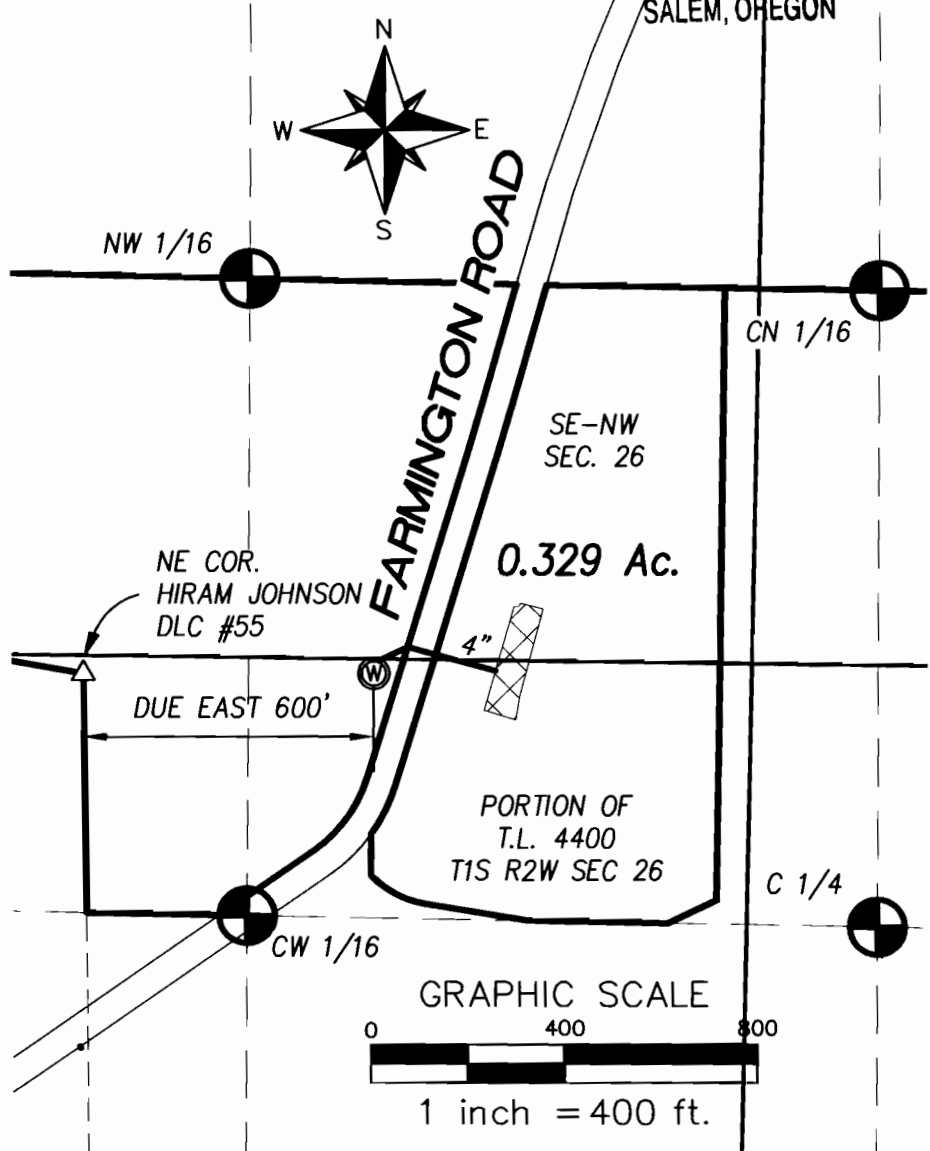 SALEM, OREGON
N
W
E
S
NW 1/16
FARMINGTON ROAD
CN 1/16
SE-NW
SEC. 26
0.329 Ac.
NE COR.
HIRAM JOHNSON
DLC #55
4"
W
DUE EAST 600'
PORTION OF
T.L. 4400
T1S R2W SEC 26
C 1/4
CW 1/16
GRAPHIC SCALE
0 400 800
1 inch = 400 ft.